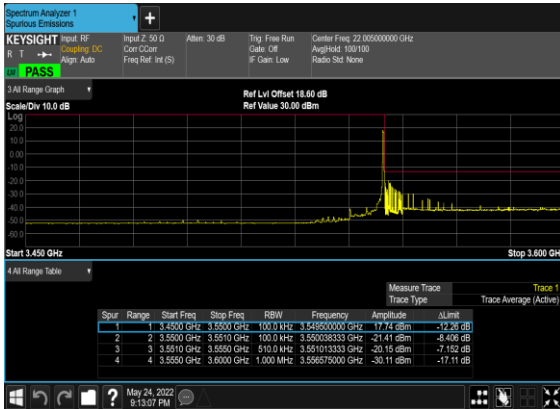 Spectrum Analyzer 1
Spurious Emissions
+
KEYSIGHT Input: RF Input Z: 50 Ω Atten: 30 dB Trig: Free Run Center Freq: 22.005000000 GHz
R T Coupling: DC Corr CCorr Gate: Off Avg|Hold: 100/100
Align: Auto Freq Ref: Int (S) IF Gain: Low Radio Std: None
PASS
3 All Range Graph
Ref Lvl Offset 18.60 dB
Scale/Div 10.0 dB Ref Value 30.00 dBm
Log
20.0
10.0
0.00
-10.0
-20.0
-30.0
-40.0
-50.0
-60.0
Start 3.450 GHz Stop 3.600 GH
4 All Range Table
Measure Trace Trace 1
Trace Type Trace Average (Active)
Spur Range Start Freq Stop Freq RBW Frequency Amplitude ΔLimit
1 1 3.4500 GHz 3.5500 GHz 100.0 kHz 3.549500000 GHz 17.74 dBm -12.26 dB
2 2 3.5500 GHz 3.5510 GHz 100.0 kHz 3.550038333 GHz -21.41 dBm -8.406 dB
3 3 3.5510 GHz 3.5550 GHz 510.0 kHz 3.551013333 GHz -20.15 dBm -7.152 dB
4 4 3.5550 GHz 3.6000 GHz 1.000 MHz 3.556575000 GHz -30.11 dBm -17.11 dB
? May 24, 2022
9:13:07 PM